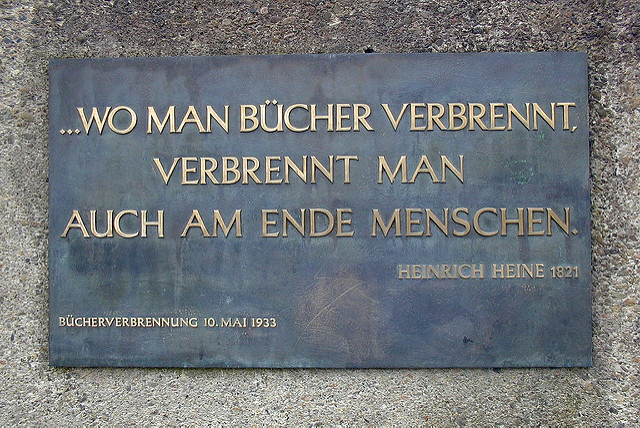 ...WO MAN BÜCHER VERBRENNT,
VERBRENNT MAN
AUCH AM ENDE MENSCHEN.
HEINRICH HEINE 1821
BÜCHERVERBRENNUNG 10. MAI 1933